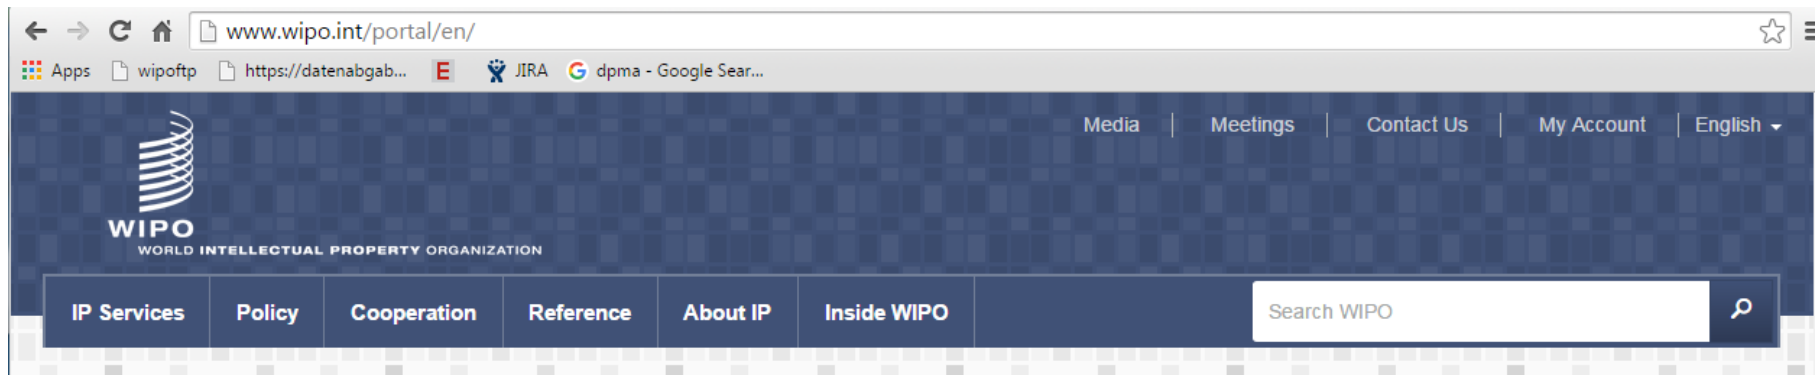 www.wipo.int/portal/en/
Apps wipoftp https://datenabgab... E JIRA G dpma - Google Sear...
Media | Meetings | Contact Us | My Account | English
WIPO
WORLD INTELLECTUAL PROPERTY ORGANIZATION
IP Services Policy Cooperation Reference About IP Inside WIPO Search WIPO